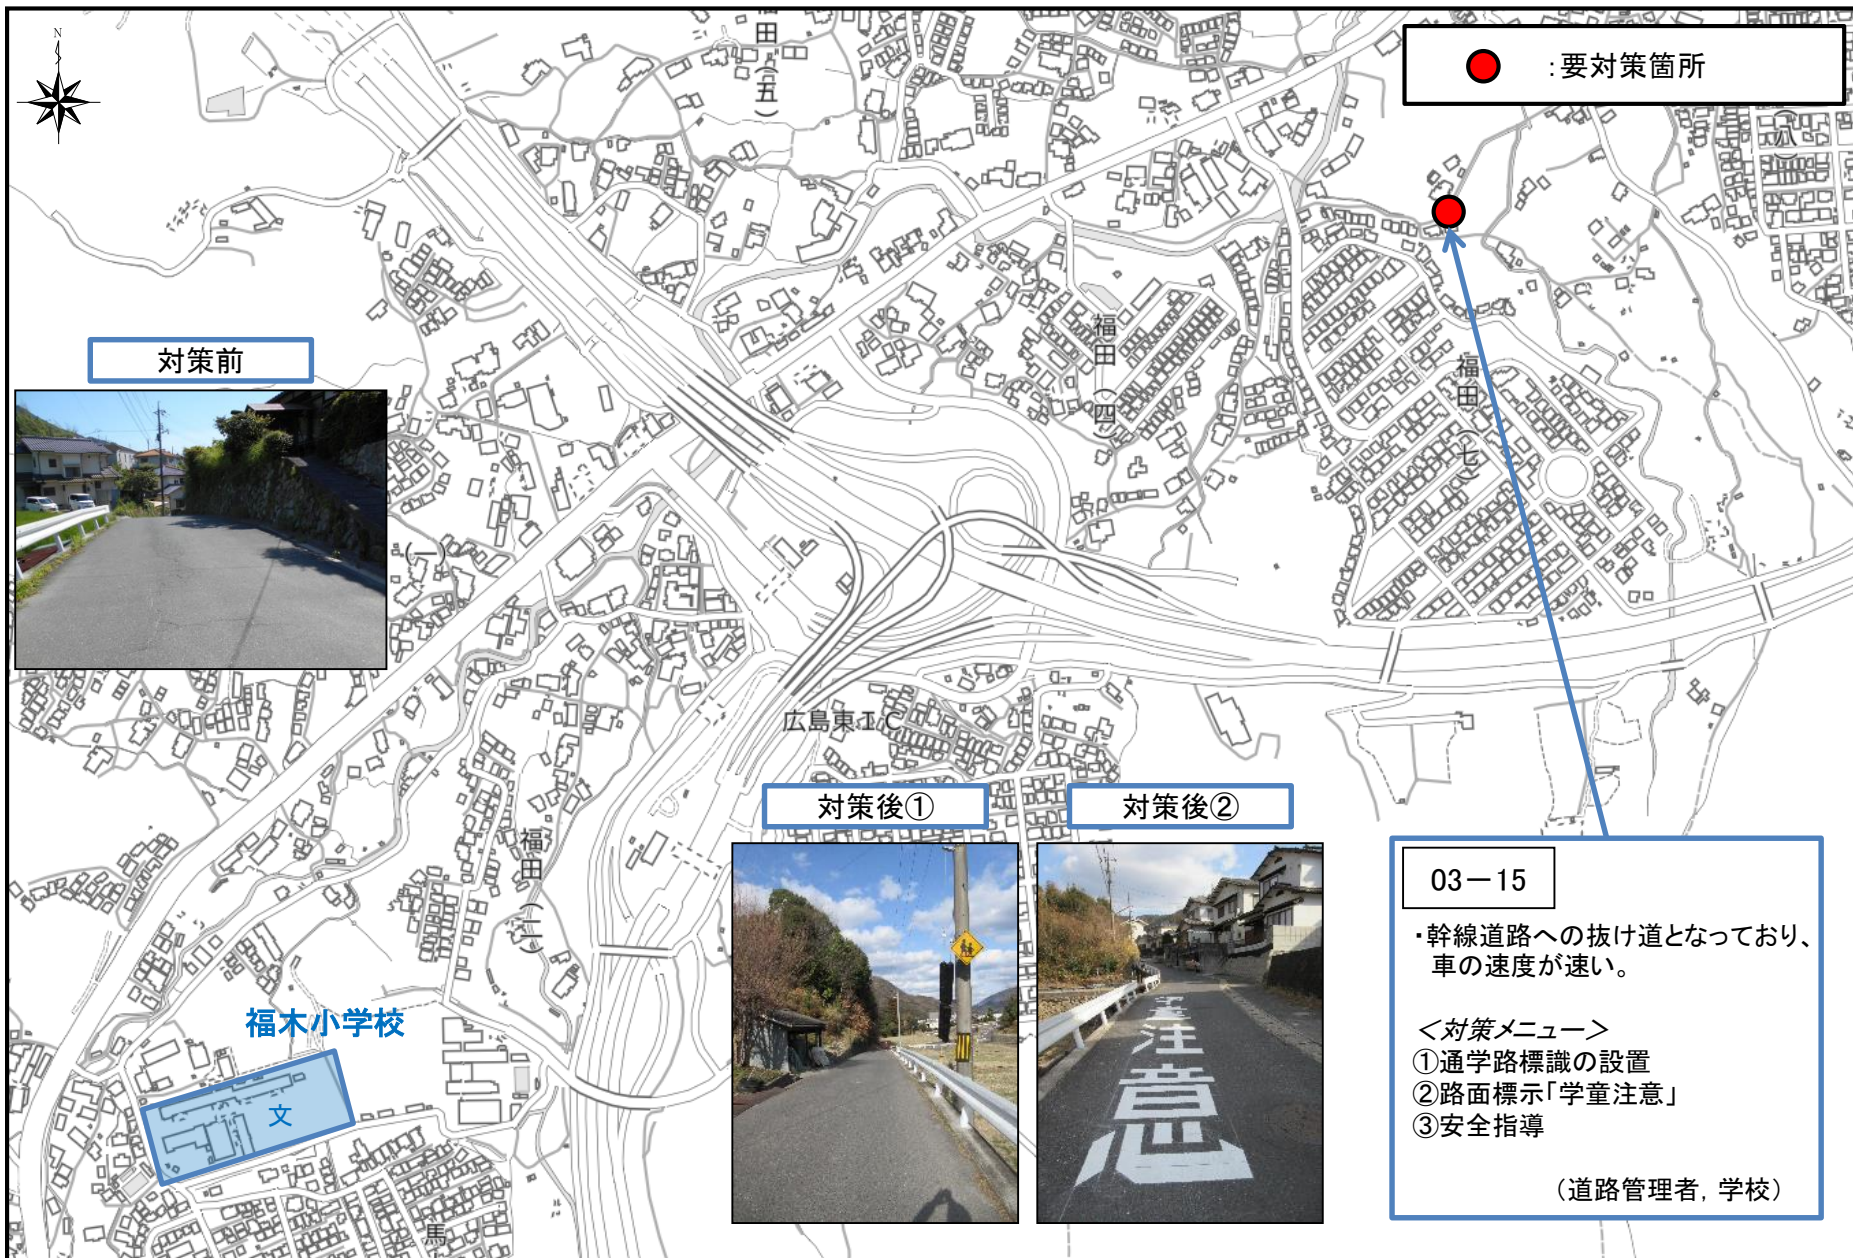 N
:要対策箇所
福田(五)
(八)
対策前
福田(四)
福田(七)
(一)
広島東IC
対策後①
対策後②
福田(二)
注意
03-15
・幹線道路への抜け道となっており、
車の速度が速い。
<対策メニュー>
①通学路標識の設置
②路面標示「学童注意」
③安全指導
(道路管理者, 学校)
福木小学校
文
馬